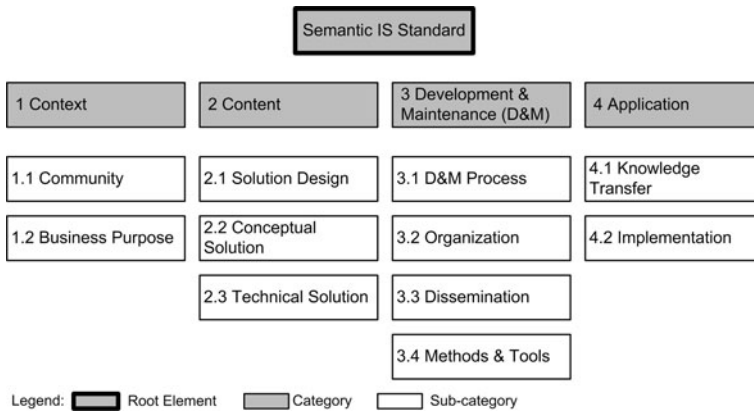 Semantic IS Standard
1 Context
2 Content
3 Development &
Maintenance (D&M)
4 Application
1.1 Community
2.1 Solution Design
3.1 D&M Process
4.1 Knowledge
Transfer
1.2 Business Purpose
2.2 Conceptual
Solution
3.2 Organization
4.2 Implementation
2.3 Technical Solution
3.3 Dissemination
3.4 Methods & Tools
Legend: Root Element Category Sub-category